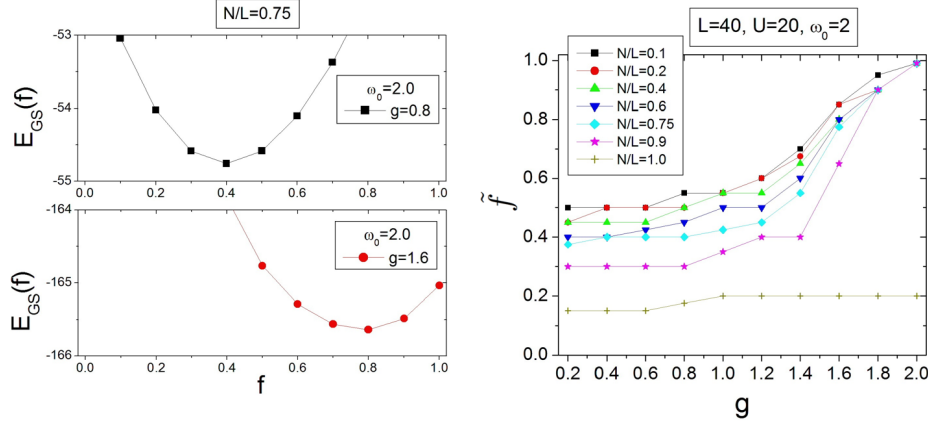 N/L=0.75
-53
-54
-55
E_GS(f)
0.0 0.2 0.4 0.6 0.8 1.0
ω₀=2.0
g=0.8
-164
-165
-166
E_GS(f)
ω₀=2.0
g=1.6
0.0 0.2 0.4 0.6 0.8 1.0
f
L=40, U=20, ω₀=2
N/L=0.1
N/L=0.2
N/L=0.4
N/L=0.6
N/L=0.75
N/L=0.9
N/L=1.0
1.0
0.8
0.6
0.4
0.2
0.0
f̃
0.2 0.4 0.6 0.8 1.0 1.2 1.4 1.6 1.8 2.0
g